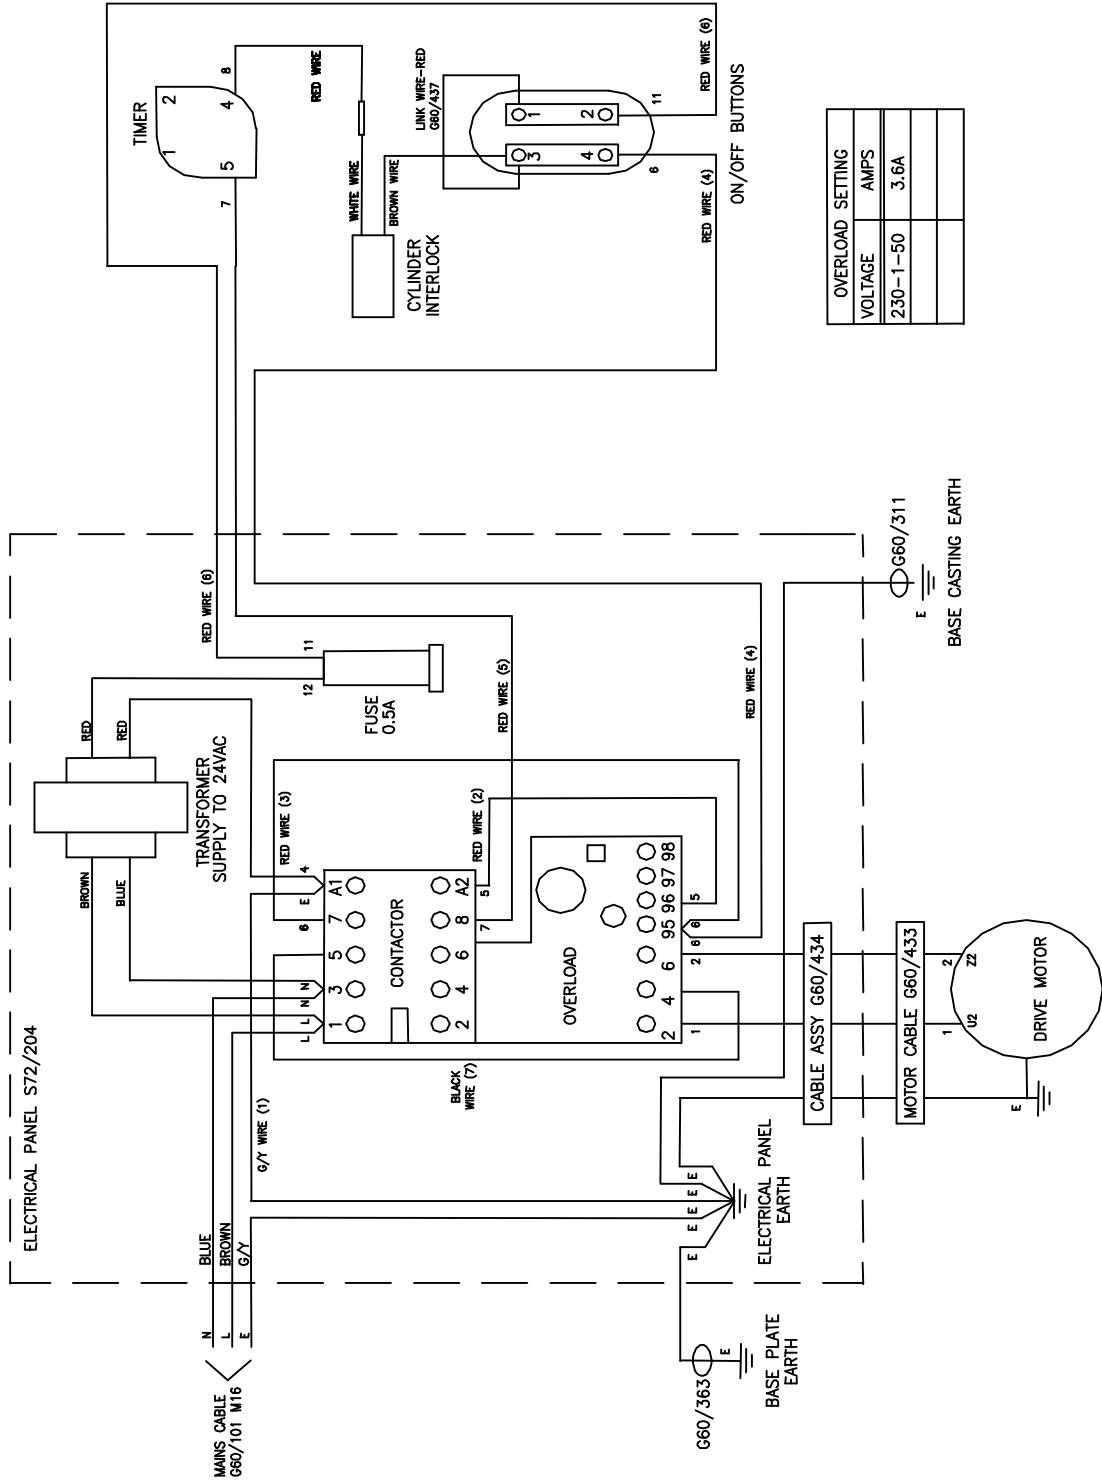 ELECTRICAL PANEL S72/204
MAINS CABLE
G60/101 M16
N
L
E
BLUE
BROWN
G/Y
G/Y WIRE (1)
BROWN
BLUE
TRANSFORMER
SUPPLY TO 24VAC
RED
RED
RED WIRE (6)
12
11
FUSE
0.5A
RED WIRE (3)
RED WIRE (5)
RED WIRE (2)
RED WIRE (4)
L
L
N
N
6
E
4
1
3
5
7
A1
CONTACTOR
2
4
6
8
A2
7
5
BLACK
WIRE (7)
OVERLOAD
2
4
6
95
96
97
98
1
2
6
6
5
TIMER
1
2
5
4
7
8
RED WIRE
WHITE WIRE
BROWN WIRE
CYLINDER
INTERLOCK
LINK WIRE-RED
G60/437
3
1
4
2
6
11
RED WIRE (4)
RED WIRE (6)
ON/OFF BUTTONS
OVERLOAD SETTING
VOLTAGE AMPS
230-1-50 3.6A
G60/363
E
BASE PLATE
EARTH
E
E
E
E
E
ELECTRICAL PANEL
EARTH
CABLE ASSY G60/434
MOTOR CABLE G60/433
E
1
2
U2
Z2
DRIVE MOTOR
G60/311
E
BASE CASTING EARTH